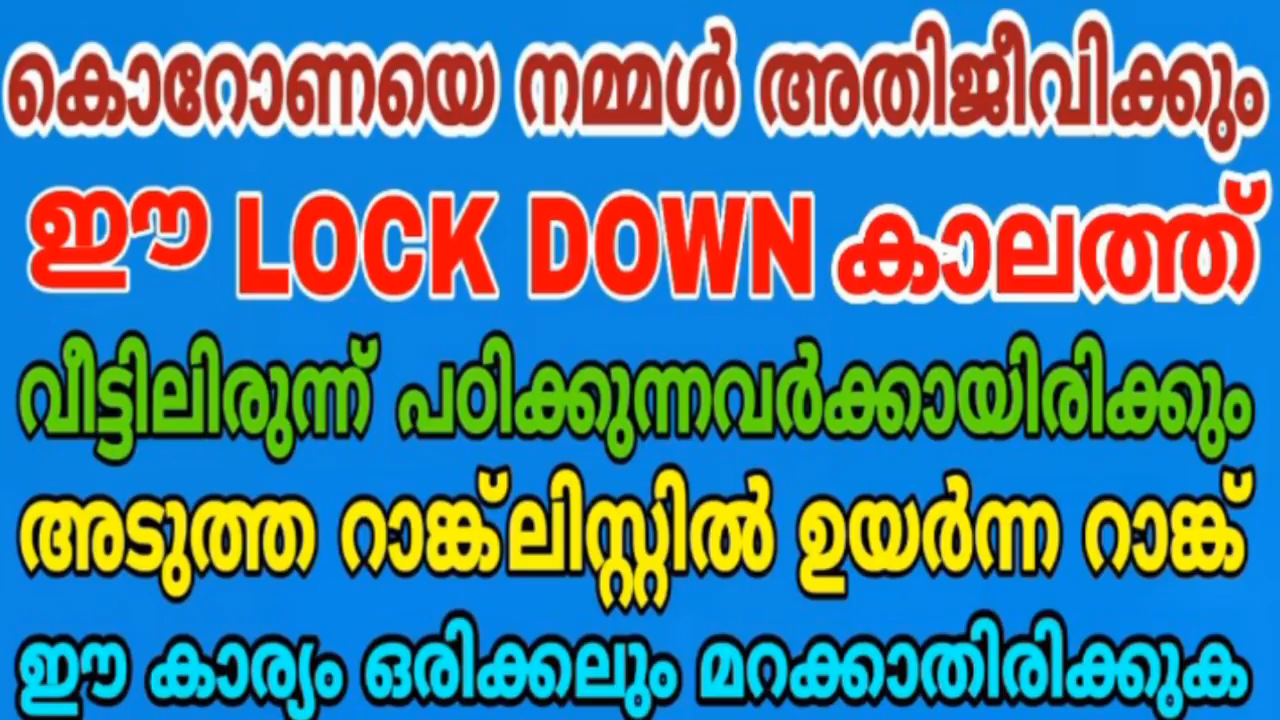 കൊറോണയെ നമ്മൾ അതിജീവിക്കും
ഈ LOCK DOWN കാലത്ത്
വീട്ടിലിരുന്ന് പഠിക്കുന്നവർക്കായിരിക്കും
അടുത്ത റാങ്ക്ലിസ്റ്റിൽ ഉയർന്ന റാങ്ക്
ഈ കാര്യം ഒരിക്കലും മറക്കാതിരിക്കുക